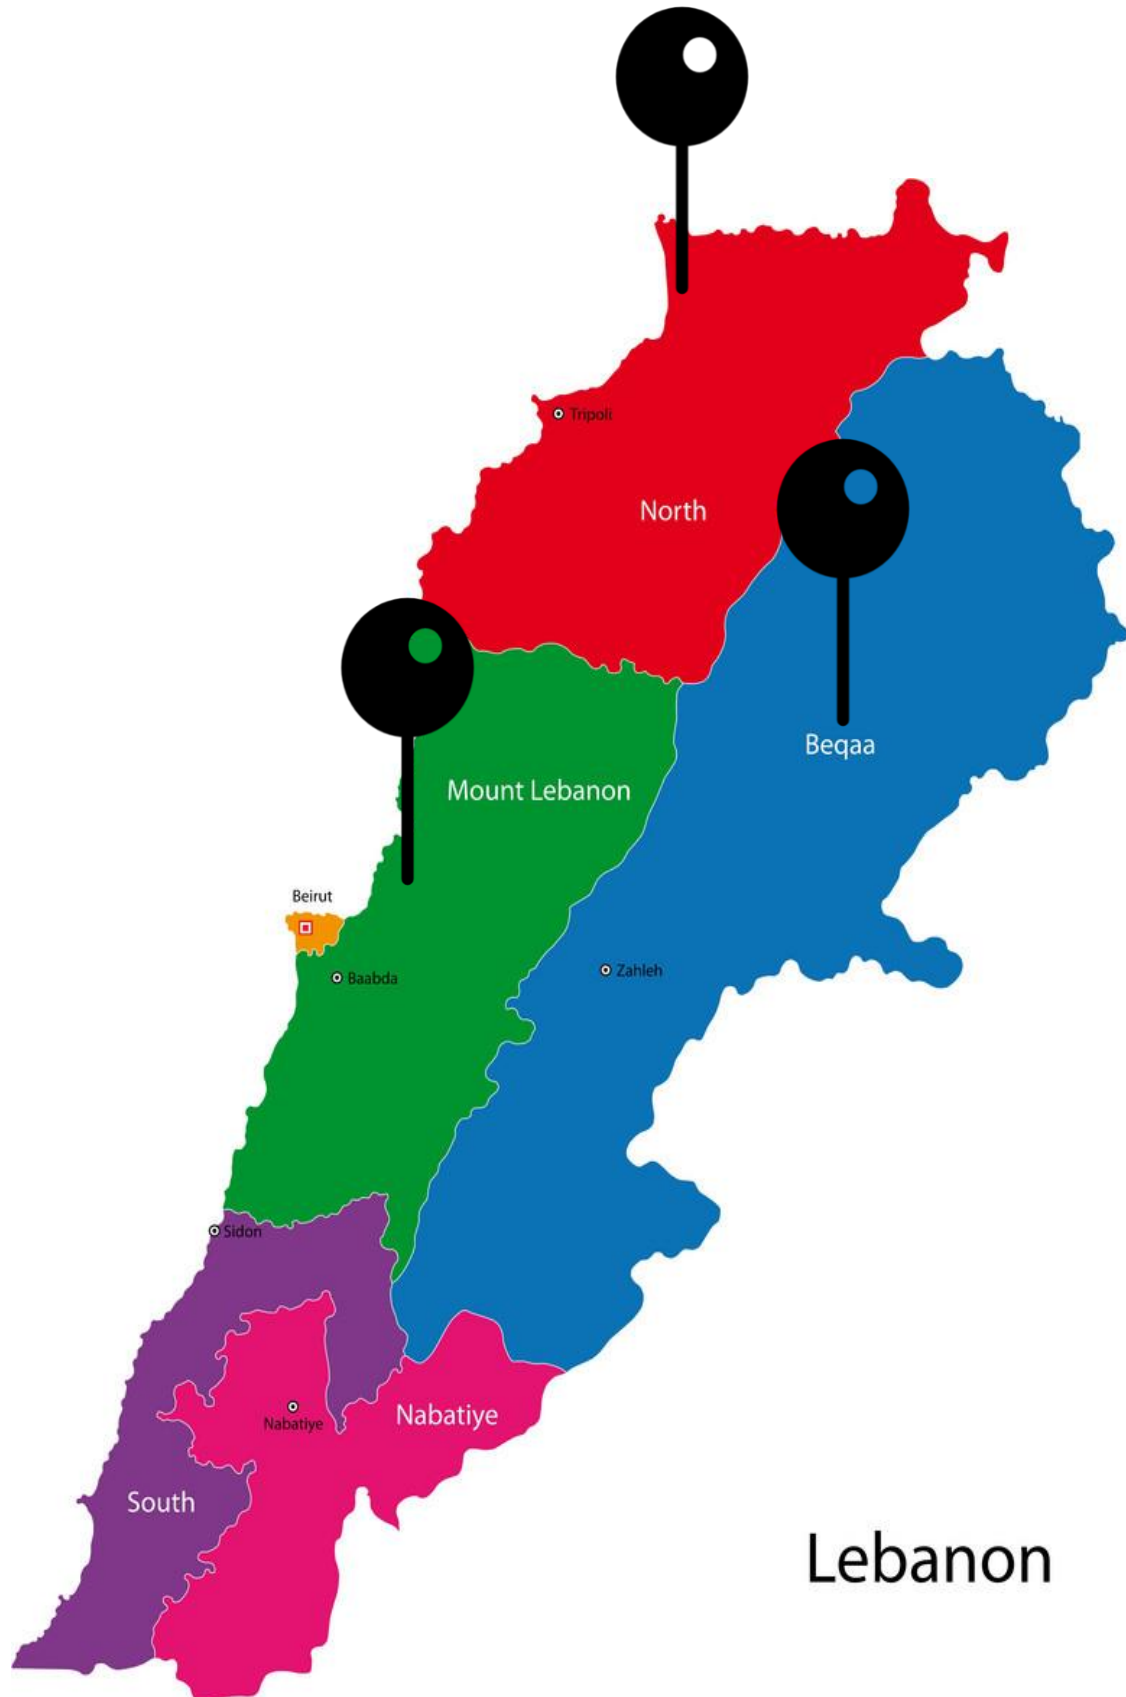 Tripoli
North
Beqaa
Mount Lebanon
Beirut
Zahleh
Baabda
Sidon
Nabatiye
Nabatiye
South
Lebanon